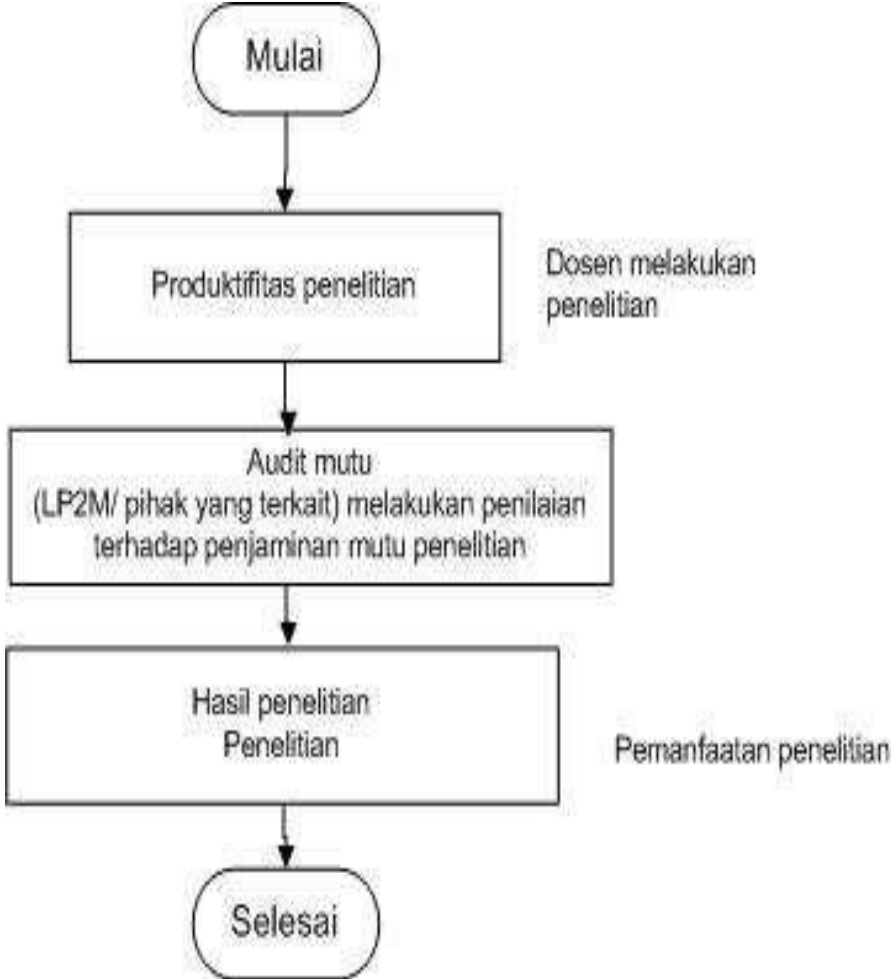 Mulai
Produktifitas penelitian
Dosen melakukan
penelitian
Audit mutu
(LP2M/ pihak yang terkait) melakukan penilaian
terhadap penjaminan mutu penelitian
Hasil penelitian
Penelitian
Pemanfaatan penelitian
Selesai